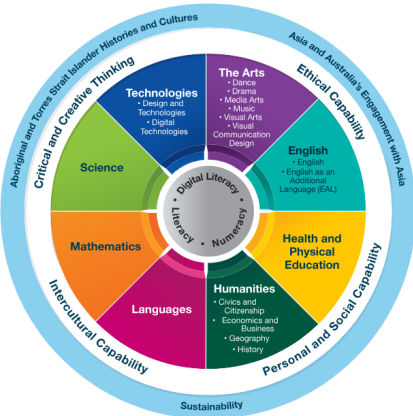 Aboriginal and Torres Strait Islander Histories and Cultures
Asia and Australia's Engagement with Asia
Sustainability
Critical and Creative Thinking
Ethical Capability
Personal and Social Capability
Intercultural Capability
Technologies
• Design and
Technologies
• Digital
Technologies
The Arts
• Dance
• Drama
• Media Arts
• Music
• Visual Arts
• Visual
Communication
Design
English
• English
• English as an
Additional
Language (EAL)
Health and
Physical
Education
Humanities
• Civics and
Citizenship
• Economics and
Business
• Geography
• History
Languages
Mathematics
Science
• Digital Literacy •
Numeracy •
Literacy